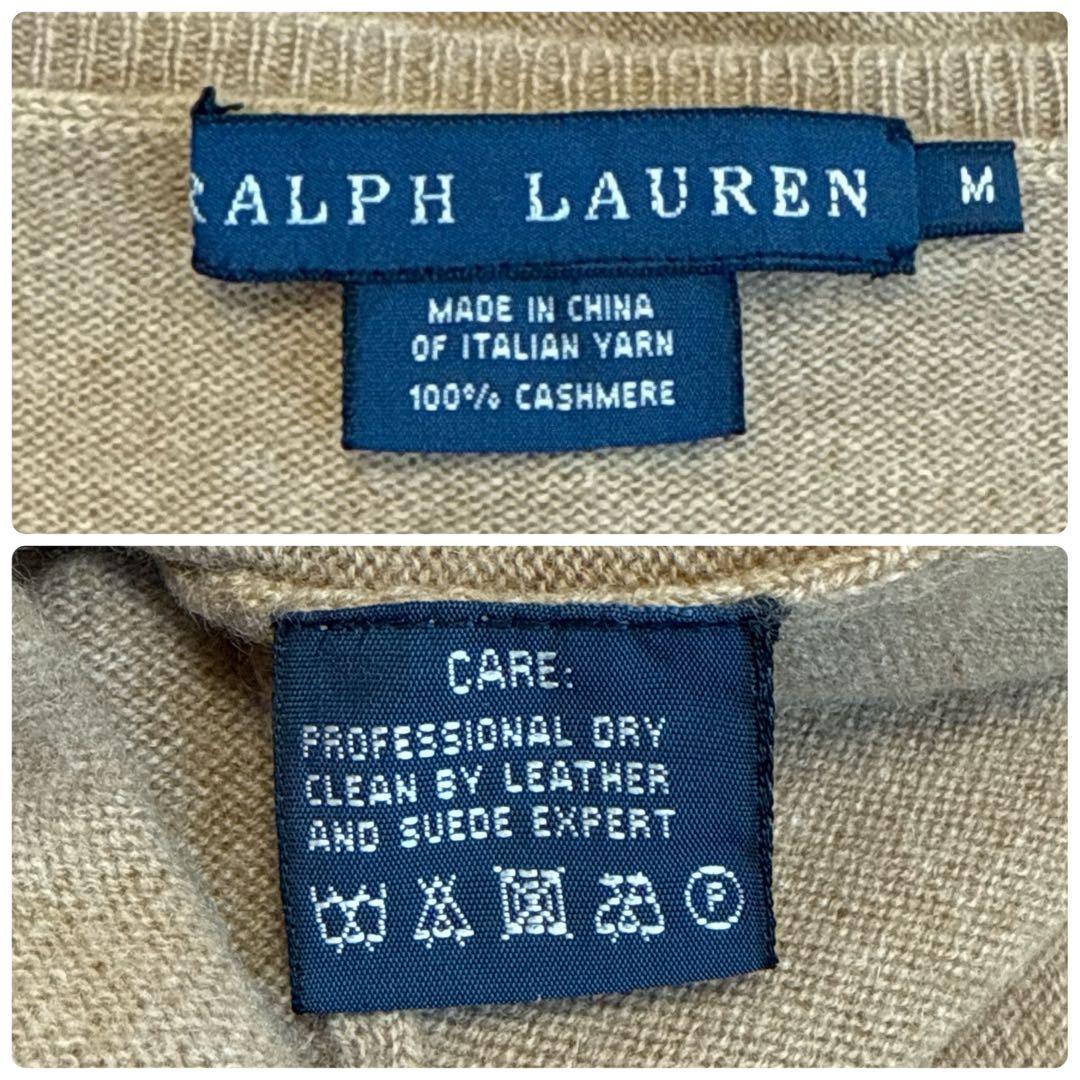 RALPH LAUREN
M
MADE IN CHINA
OF ITALIAN YARN
100% CASHMERE
CARE:
PROFESSIONAL DRY
CLEAN BY LEATHER
AND SUEDE EXPERT
P